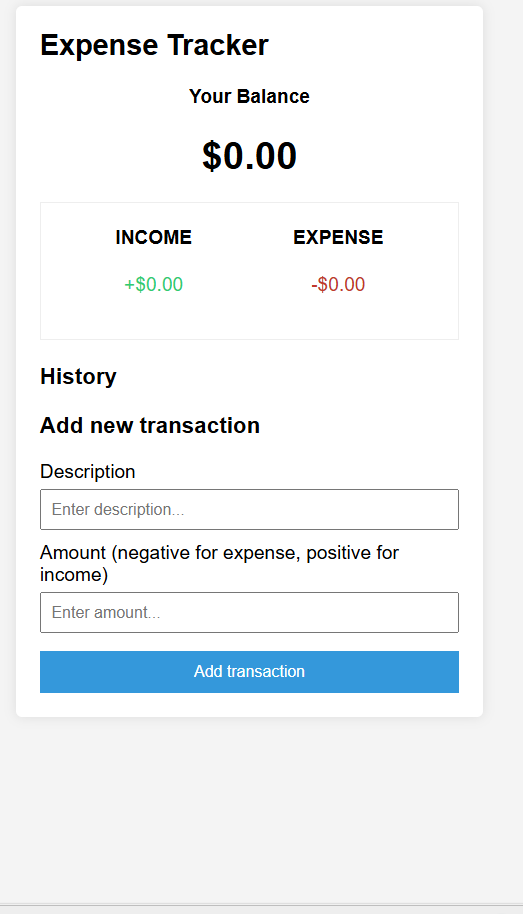 Expense Tracker
Your Balance
$0.00
INCOME EXPENSE
+$0.00 -$0.00
History
Add new transaction
Description
Enter description...
Amount (negative for expense, positive for
income)
Enter amount...
Add transaction